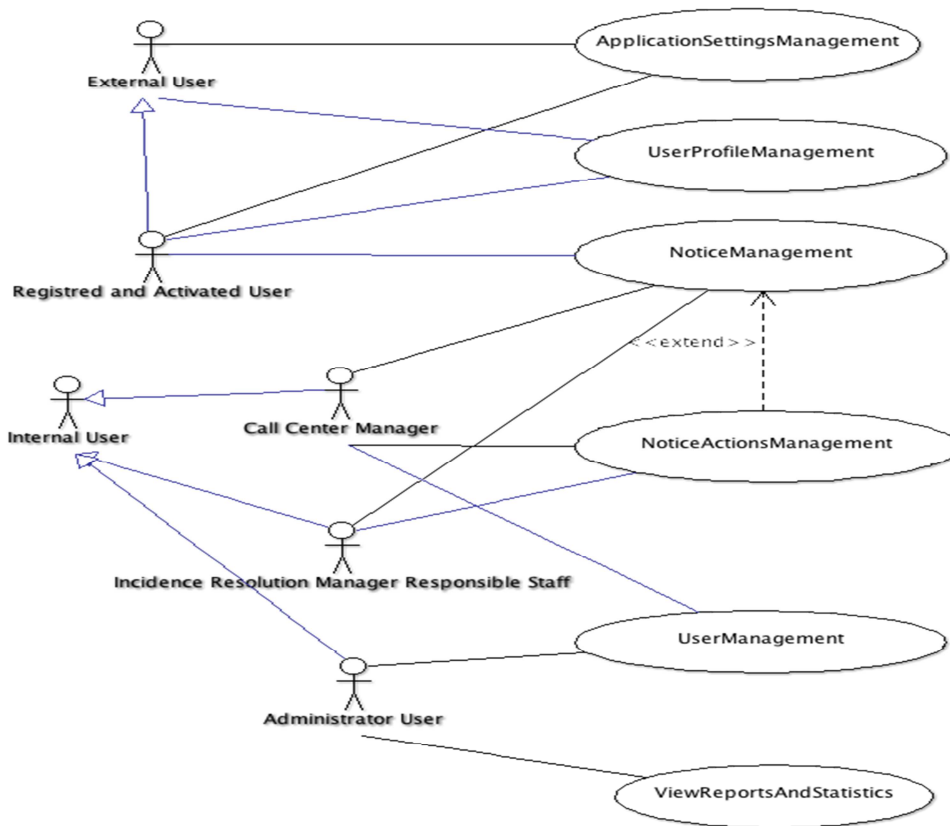 ApplicationSettingsManagement
External User
UserProfileManagement
NoticeManagement
Registred and Activated User
<<extend>>
Internal User
Call Center Manager
NoticeActionsManagement
Incidence Resolution Manager Responsible Staff
UserManagement
Administrator User
ViewReportsAndStatistics